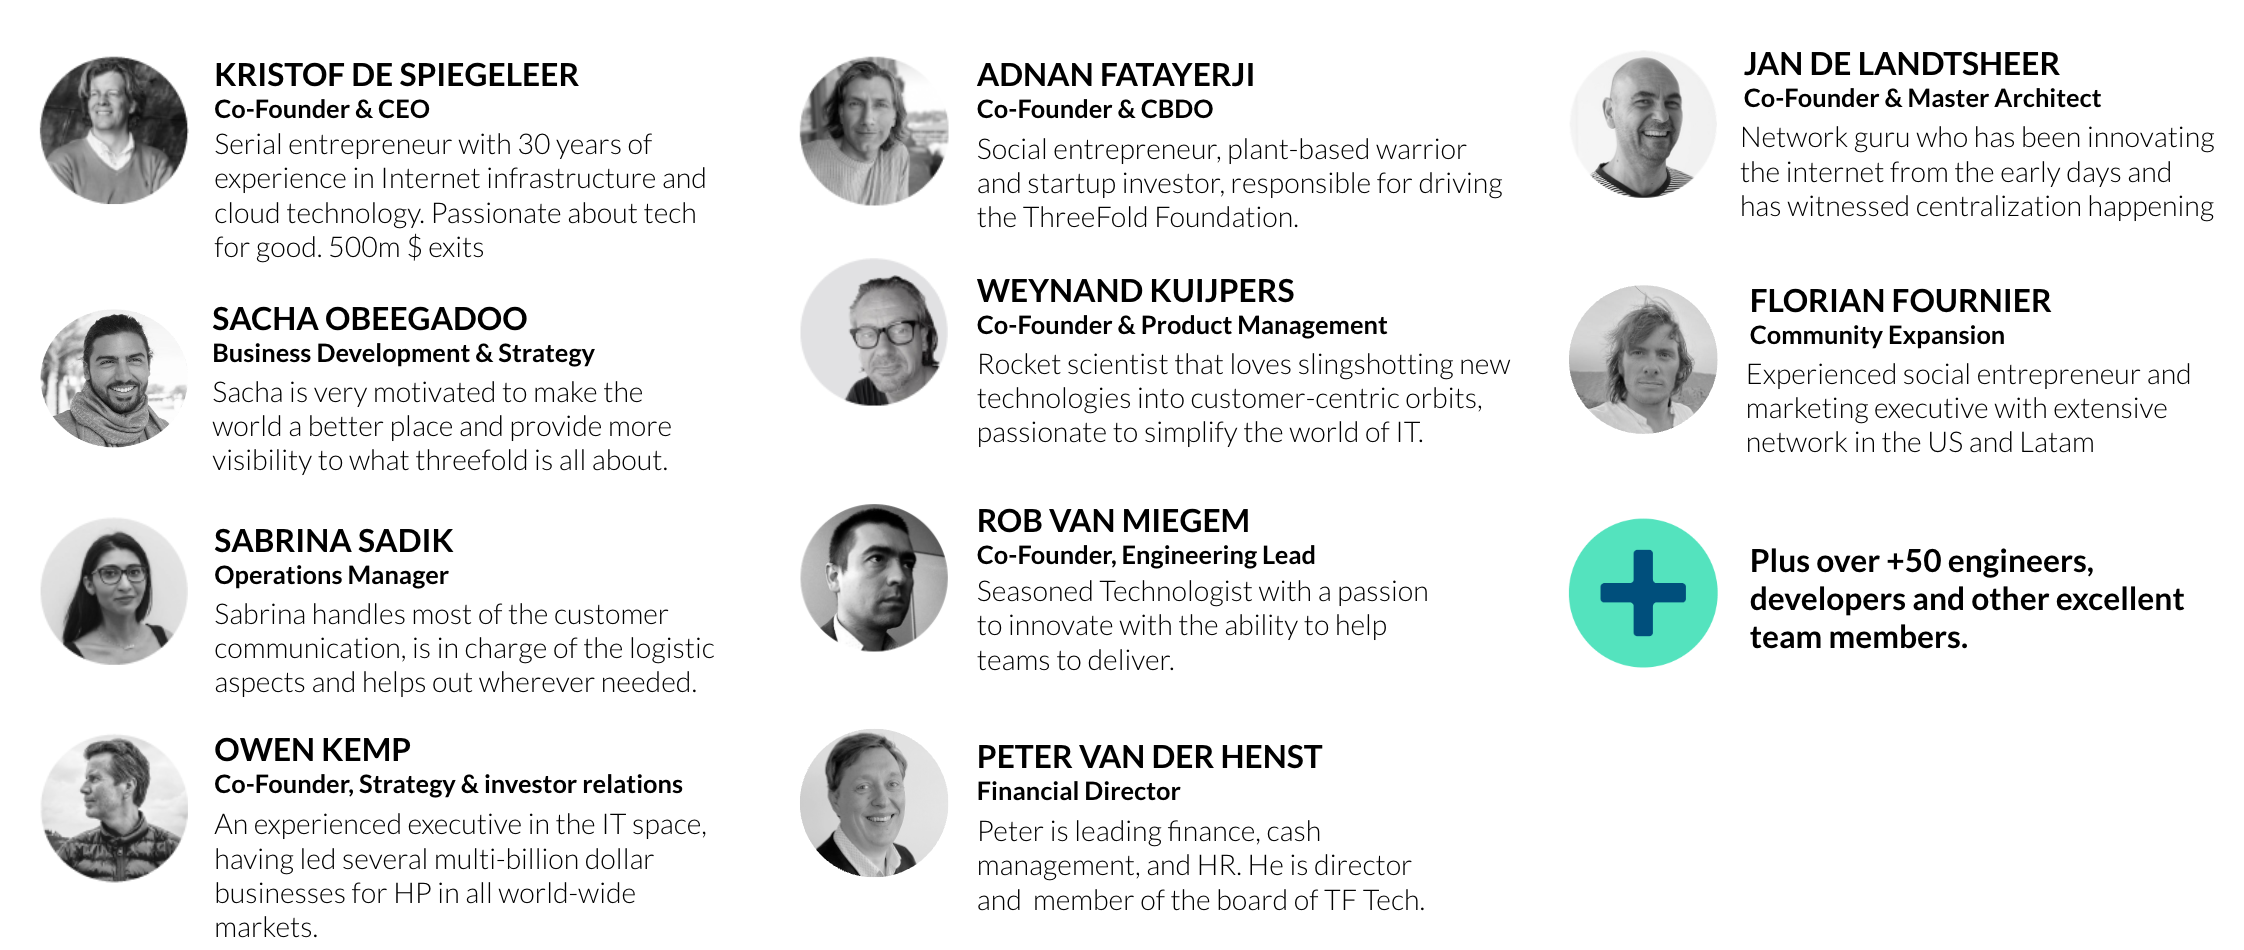 KRISTOF DE SPIEGELEER
Co-Founder & CEO
Serial entrepreneur with 30 years of
experience in Internet infrastructure and
cloud technology. Passionate about tech
for good. 500m $ exits
SACHA OBEEGADOO
Business Development & Strategy
Sacha is very motivated to make the
world a better place and provide more
visibility to what threefold is all about.
SABRINA SADIK
Operations Manager
Sabrina handles most of the customer
communication, is in charge of the logistic
aspects and helps out wherever needed.
OWEN KEMP
Co-Founder, Strategy & investor relations
An experienced executive in the IT space,
having led several multi-billion dollar
businesses for HP in all world-wide
markets.
ADNAN FATAYERJI
Co-Founder & CBDO
Social entrepreneur, plant-based warrior
and startup investor, responsible for driving
the ThreeFold Foundation.
WEYNAND KUIJPERS
Co-Founder & Product Management
Rocket scientist that loves slingshotting new
technologies into customer-centric orbits,
passionate to simplify the world of IT.
ROB VAN MIEGEM
Co-Founder, Engineering Lead
Seasoned Technologist with a passion
to innovate with the ability to help
teams to deliver.
PETER VAN DER HENST
Financial Director
Peter is leading finance, cash
management, and HR. He is director
and  member of the board of TF Tech.
JAN DE LANDTSHEER
Co-Founder & Master Architect
Network guru who has been innovating
the internet from the early days and
has witnessed centralization happening
FLORIAN FOURNIER
Community Expansion
Experienced social entrepreneur and
marketing executive with extensive
network in the US and Latam
Plus over +50 engineers,
developers and other excellent
team members.